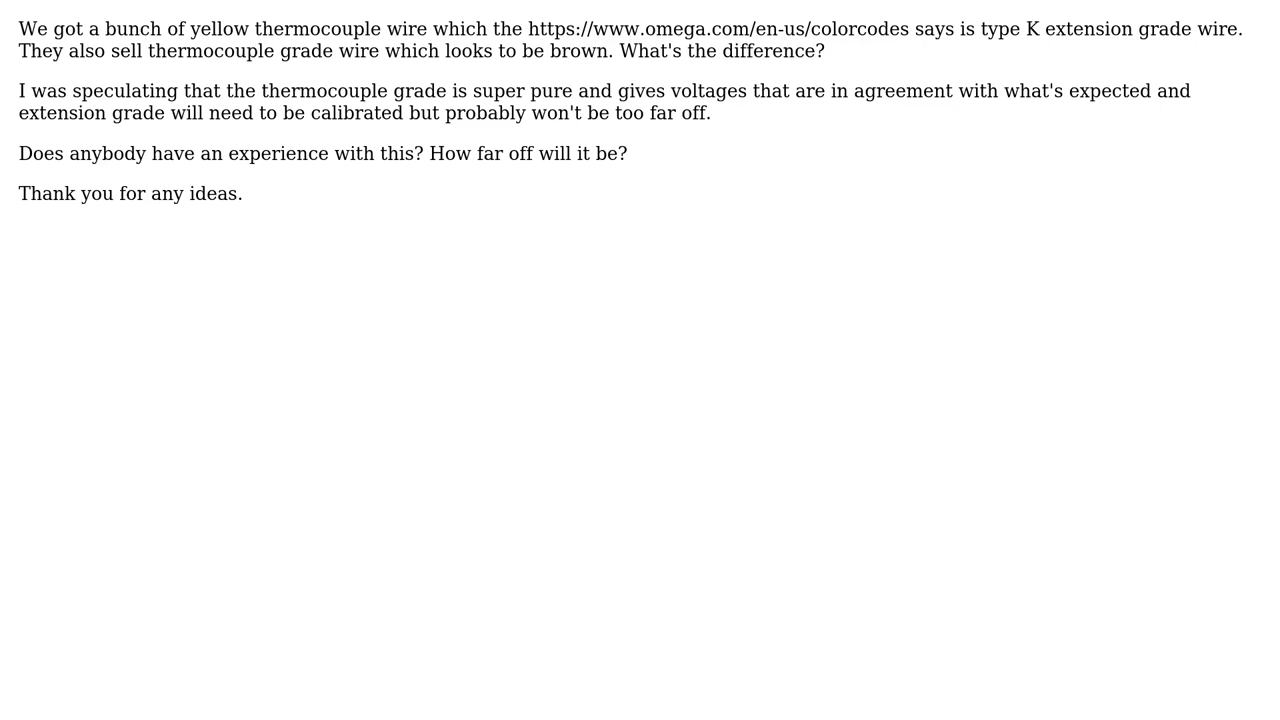 We got a bunch of yellow thermocouple wire which the https://www.omega.com/en-us/colorcodes says is type K extension grade wire.
They also sell thermocouple grade wire which looks to be brown. What's the difference?
I was speculating that the thermocouple grade is super pure and gives voltages that are in agreement with what's expected and
extension grade will need to be calibrated but probably won't be too far off.
Does anybody have an experience with this? How far off will it be?
Thank you for any ideas.